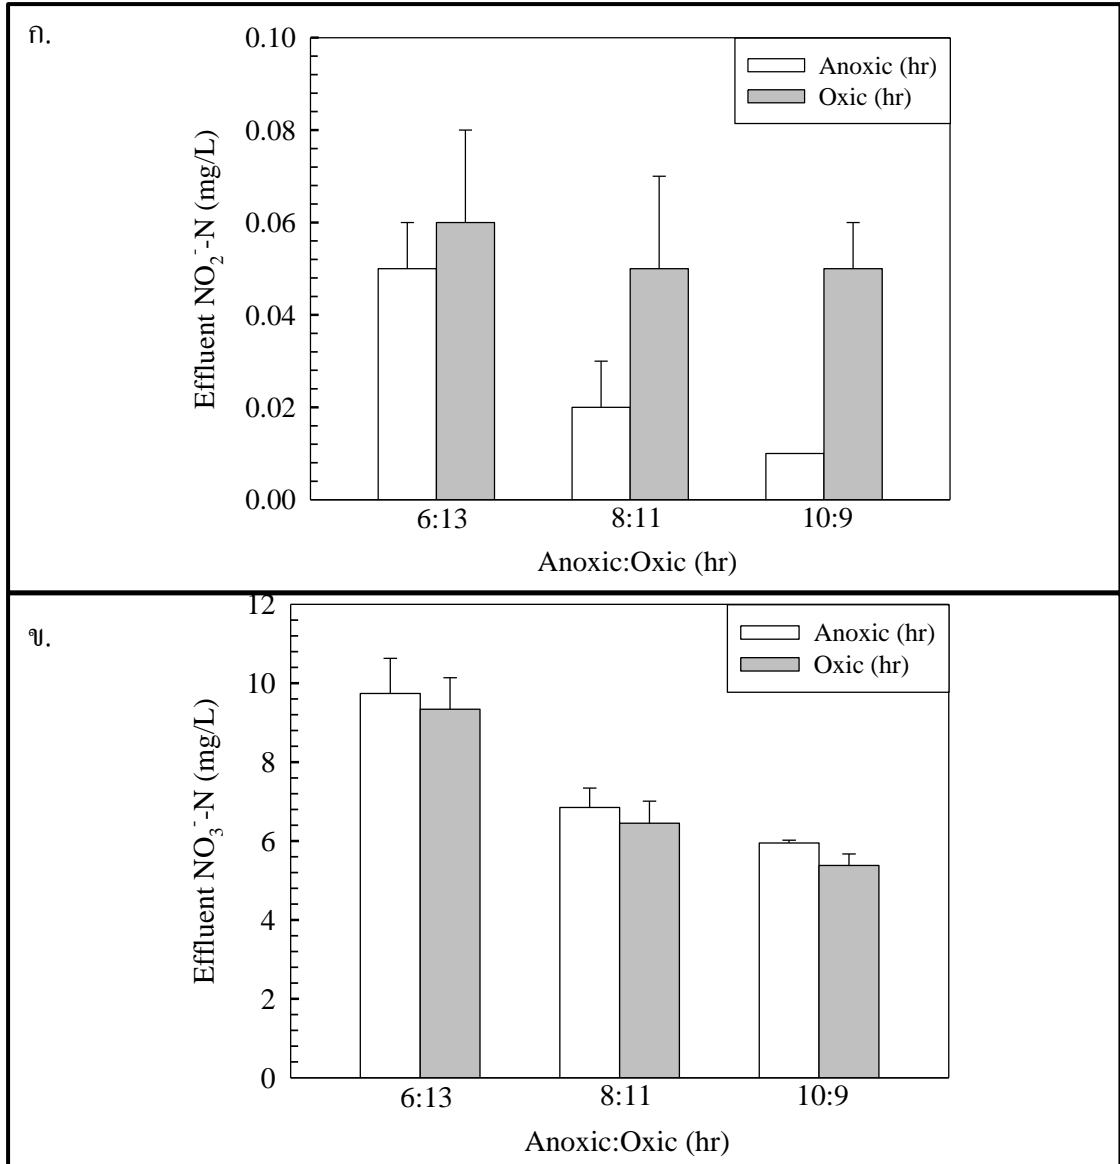 ก.
Effluent NO₂⁻-N (mg/L)
0.10
0.08
0.06
0.04
0.02
0.00
Anoxic (hr)
Oxic (hr)
6:13 8:11 10:9
Anoxic:Oxic (hr)
ข.
Effluent NO₃⁻-N (mg/L)
12
10
8
6
4
2
0
Anoxic (hr)
Oxic (hr)
6:13 8:11 10:9
Anoxic:Oxic (hr)